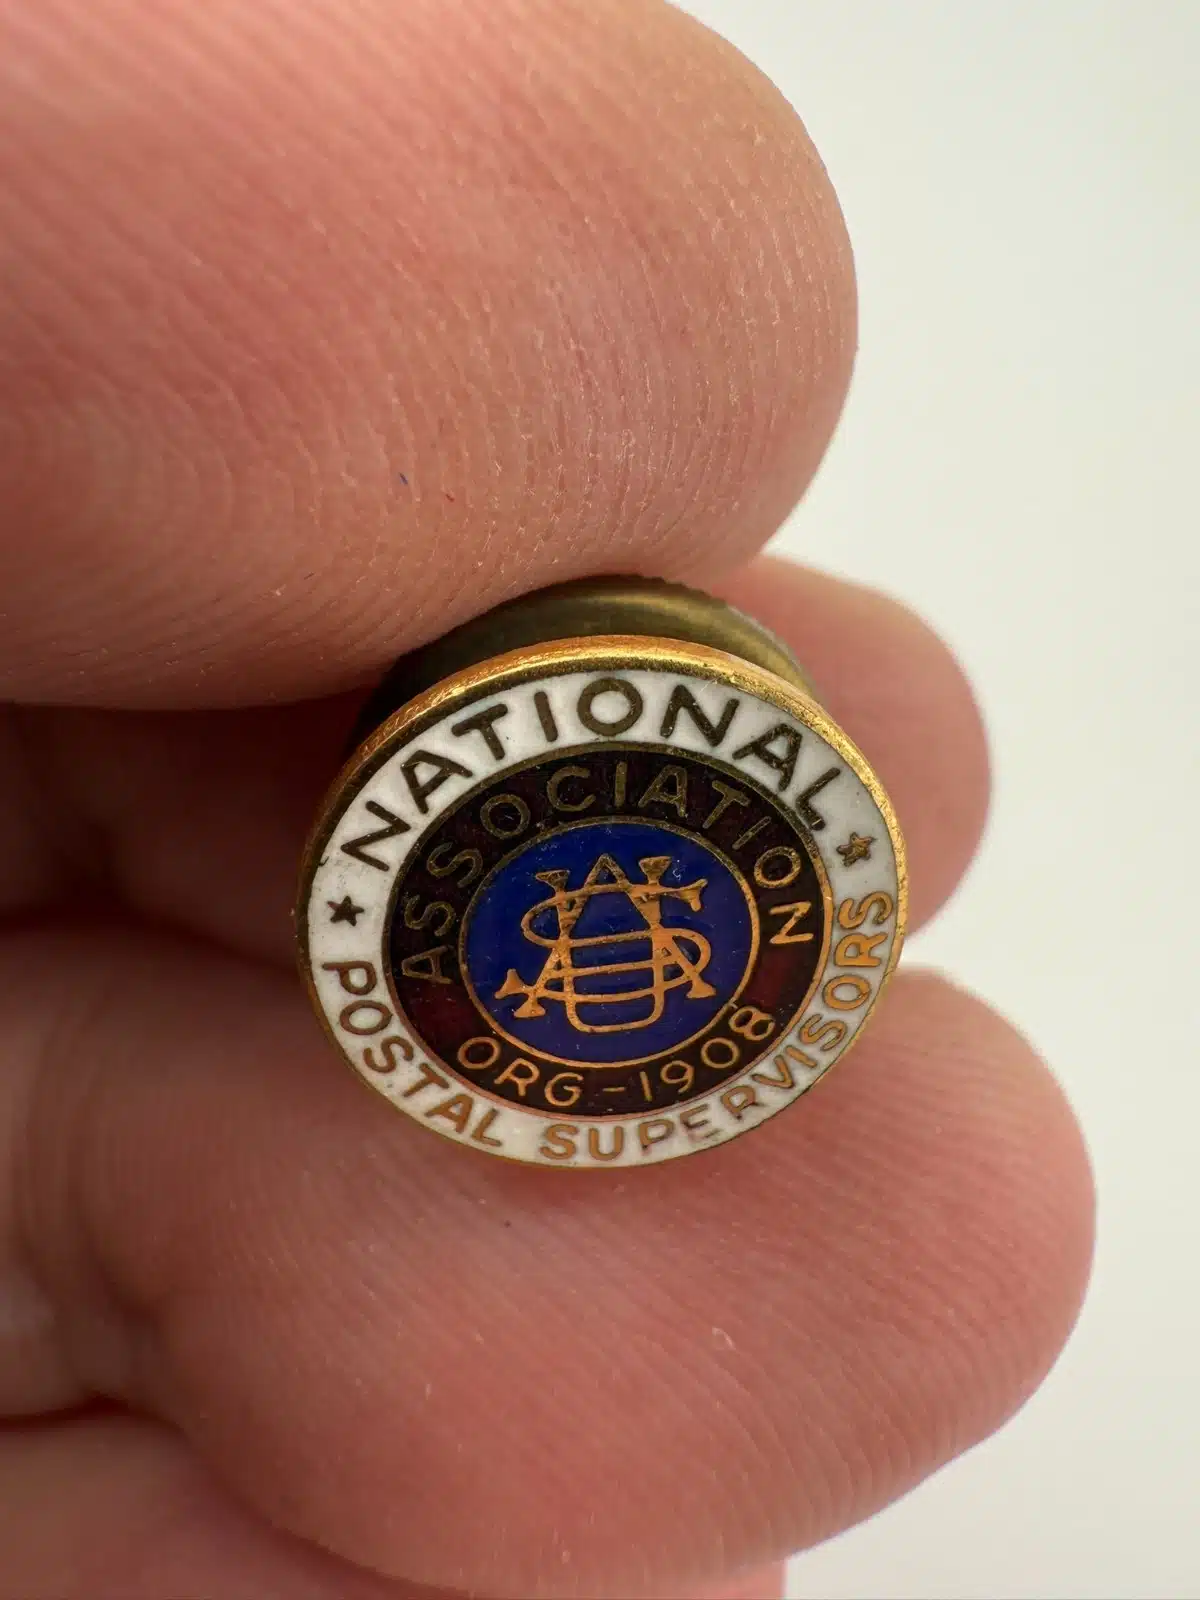 NATIONAL
ASSOCIATION
ORG-1908
POSTAL SUPERVISORS